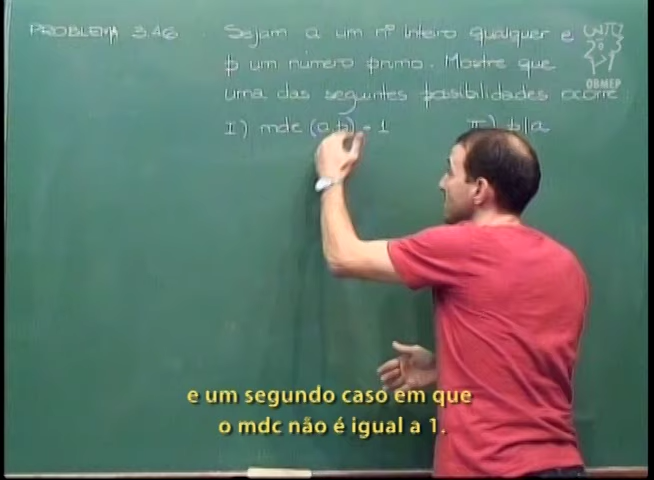 PROBLEMA 3.46 . Sejam a um nº inteiro qualquer e
p um número primo. Mostre que
uma das seguintes possibilidades ocorre.
I) mdc (a,p) = 1 II) p|a
OBMEP
e um segundo caso em que
o mdc não é igual a 1.